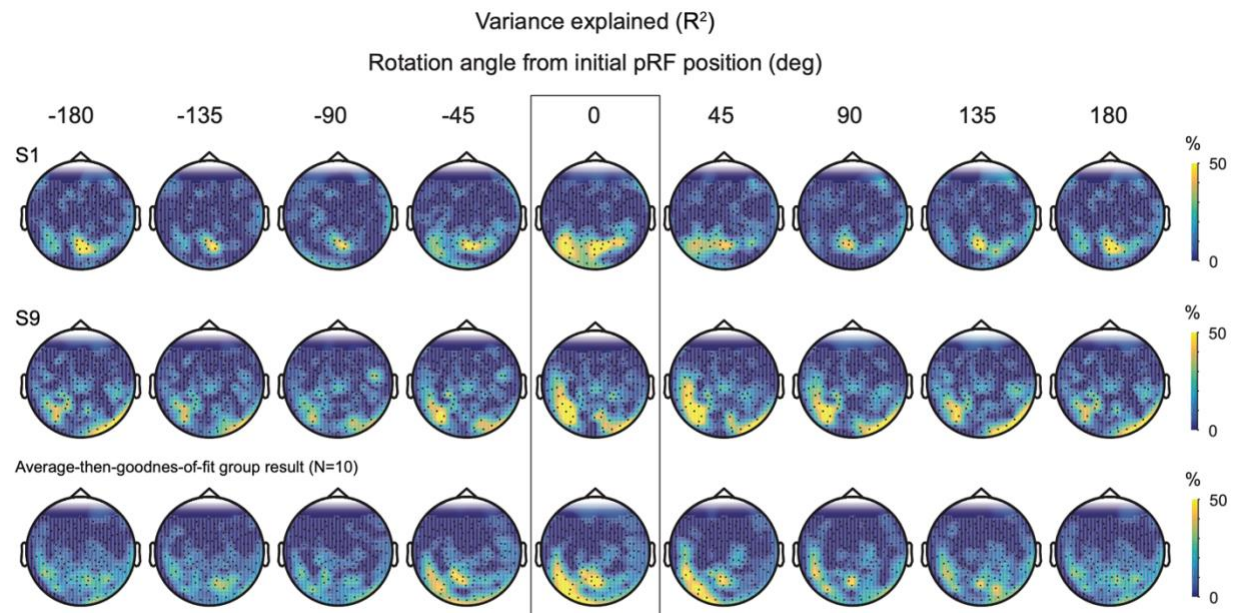 Variance explained (R²)
Rotation angle from initial pRF position (deg)
-180 -135 -90 -45 0 45 90 135 180
S1
%
50
0
S9
%
50
0
Average-then-goodnes-of-fit group result (N=10)
%
50
0